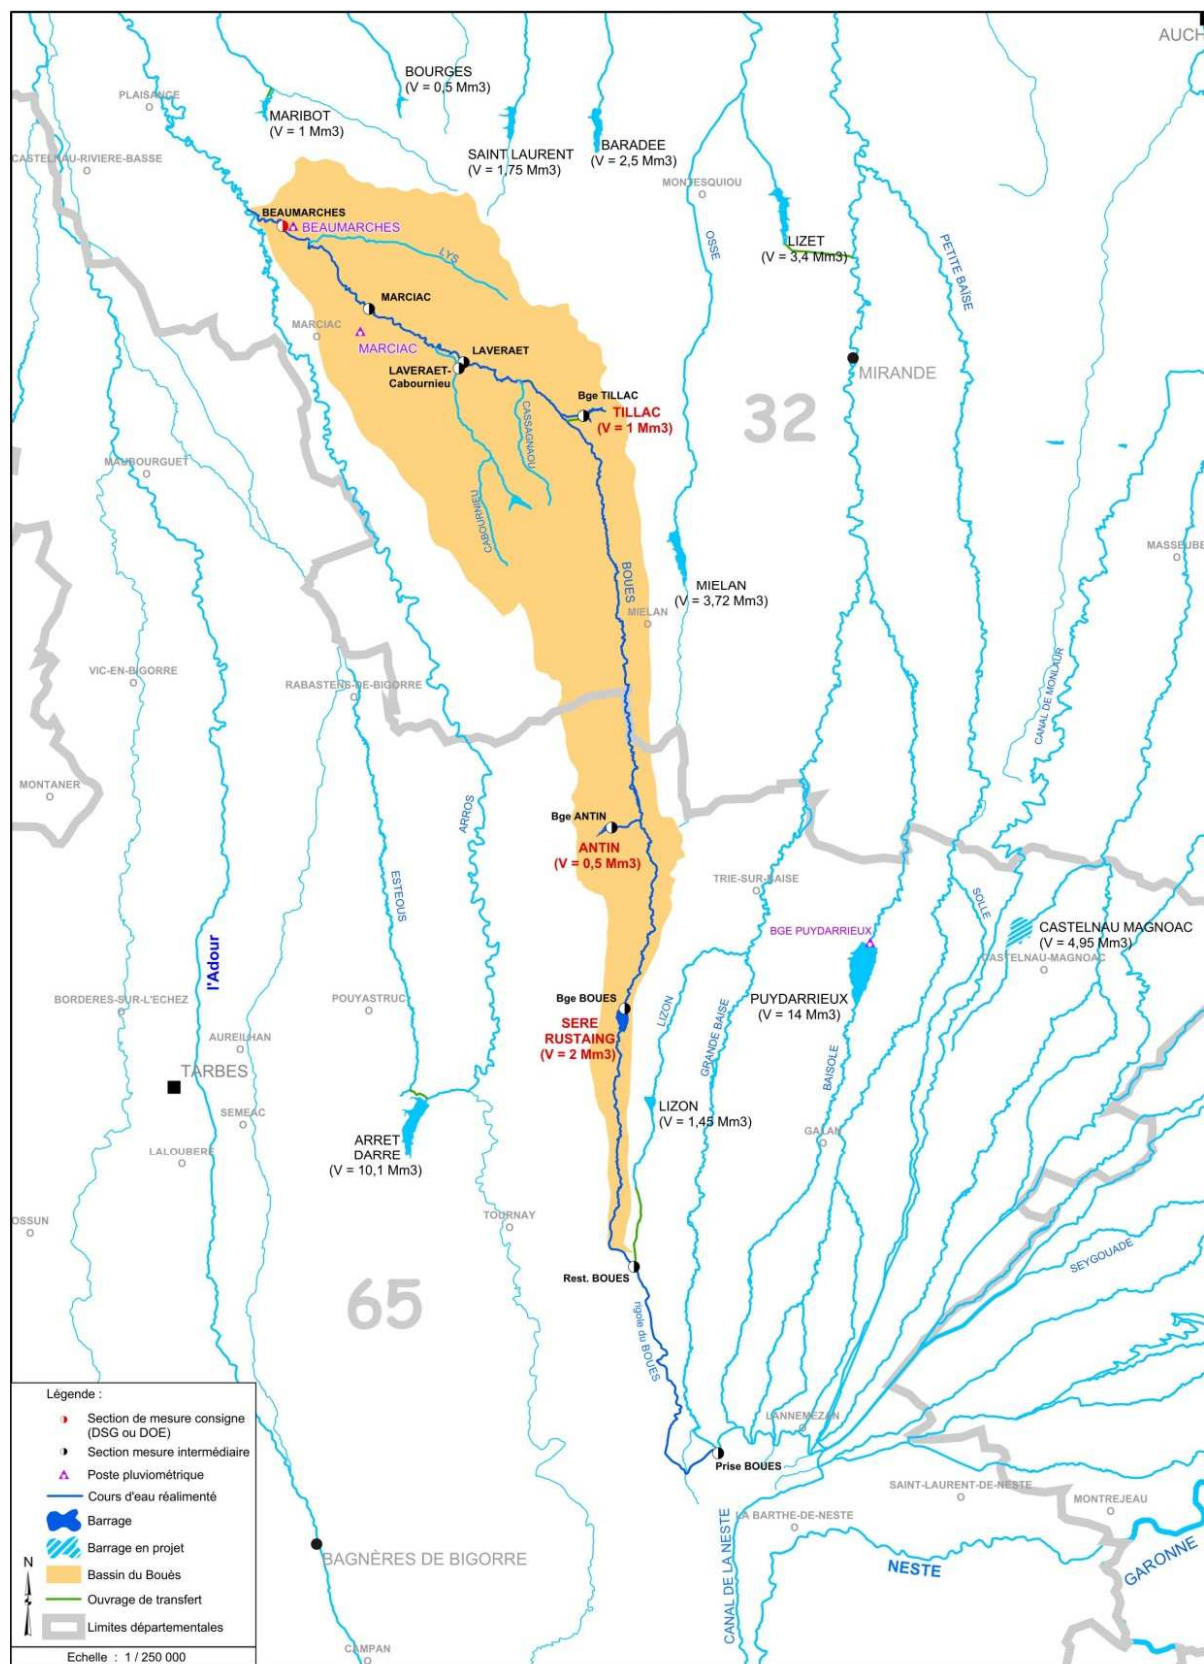 AUCH
BOURGES
(V = 0,5 Mm3)
PLAISANCE
MARIBOT
(V = 1 Mm3)
SAINT LAURENT
(V = 1,75 Mm3)
BARADEE
(V = 2,5 Mm3)
CASTELNAU-RIVIERE-BASSE
MONTESQUIOU
BEAUMARCHES
BEAUMARCHES
LYS
OSSE
LIZET
(V = 3,4 Mm3)
PETITE BAÏSE
MARCIAC
MARCIAC
MARCIAC
LAVERAET
LAVERAET-
Cabournieu
MIRANDE
Bge TILLAC
TILLAC
(V = 1 Mm3)
32
CASSAGNAOU
CABOURNIEU
MAUBOURGUET
MASSEUBE
BOUES
MIELAN
(V = 3,72 Mm3)
MIELAN
VIC-EN-BIGORRE
RABASTENS-DE-BIGORRE
CANAL DE MONLAUR
MONTANER
ARROS
Bge ANTIN
ANTIN
(V = 0,5 Mm3)
ESTEOUS
TRIE-SUR-BAISE
SOLLE
BGE PUYDARRIEUX
CASTELNAU MAGNOAC
(V = 4,95 Mm3)
CASTELNAU-MAGNOAC
l'Adour
BORDERES-SUR-L'ECHEZ
POUYASTRUC
Bge BOUES
SERE
RUSTAING
(V = 2 Mm3)
LIZON
GRANDE BAISE
PUYDARRIEUX
(V = 14 Mm3)
BAISOLE
AUREILHAN
TARBES
SEMEAC
LALOUBERE
ARRET
DARRE
(V = 10,1 Mm3)
LIZON
(V = 1,45 Mm3)
GALAN
OSSUN
TOURNAY
SEYGOUADE
65
Rest. BOUES
rigole du BOUES
LANNEMEZAN
Prise BOUES
SAINT-LAURENT-DE-NESTE
MONTREJEAU
LA BARTHE-DE-NESTE
CANAL DE LA NESTE
NESTE
GARONNE
BAGNÈRES DE BIGORRE
CAMPAN
Légende :
Section de mesure consigne
(DSG ou DOE)
Section mesure intermédiaire
Poste pluviométrique
Cours d'eau réalimenté
Barrage
Barrage en projet
Bassin du Bouès
Ouvrage de transfert
Limites départementales
N
Echelle : 1 / 250 000